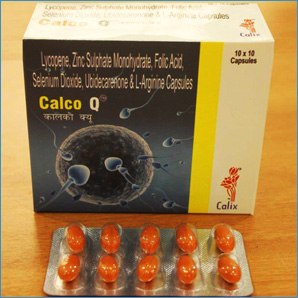 Lycopene, Zinc Sulphate Monohydrate, Folic Acid,
Selenium Dioxide, Ubidecarenone & L-Arginine Capsules
Calco Q
कालको क्यू
10 x 10
Capsules
Calix